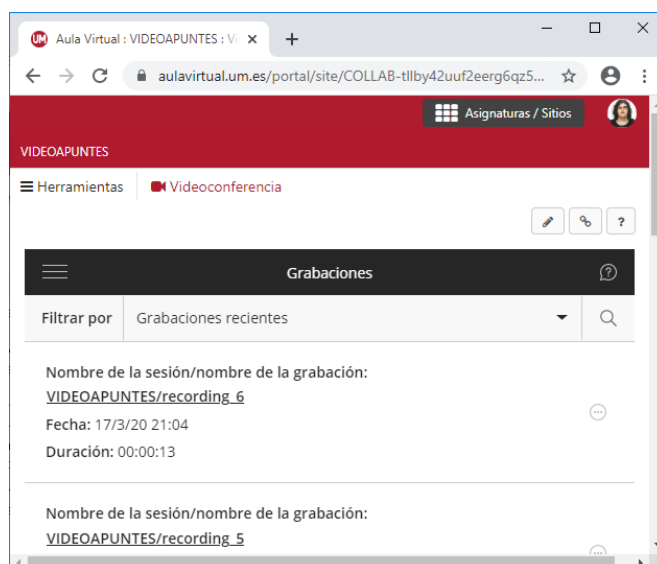 UM Aula Virtual : VIDEOAPUNTES : V
aulavirtual.um.es/portal/site/COLLAB-tllby42uuf2eerg6qz5...
Asignaturas / Sitios
VIDEOAPUNTES
Herramientas Videoconferencia
?
Grabaciones ?
Filtrar por Grabaciones recientes
Nombre de la sesión/nombre de la grabación:
VIDEOAPUNTES/recording_6
Fecha: 17/3/20 21:04
Duración: 00:00:13
Nombre de la sesión/nombre de la grabación:
VIDEOAPUNTES/recording_5